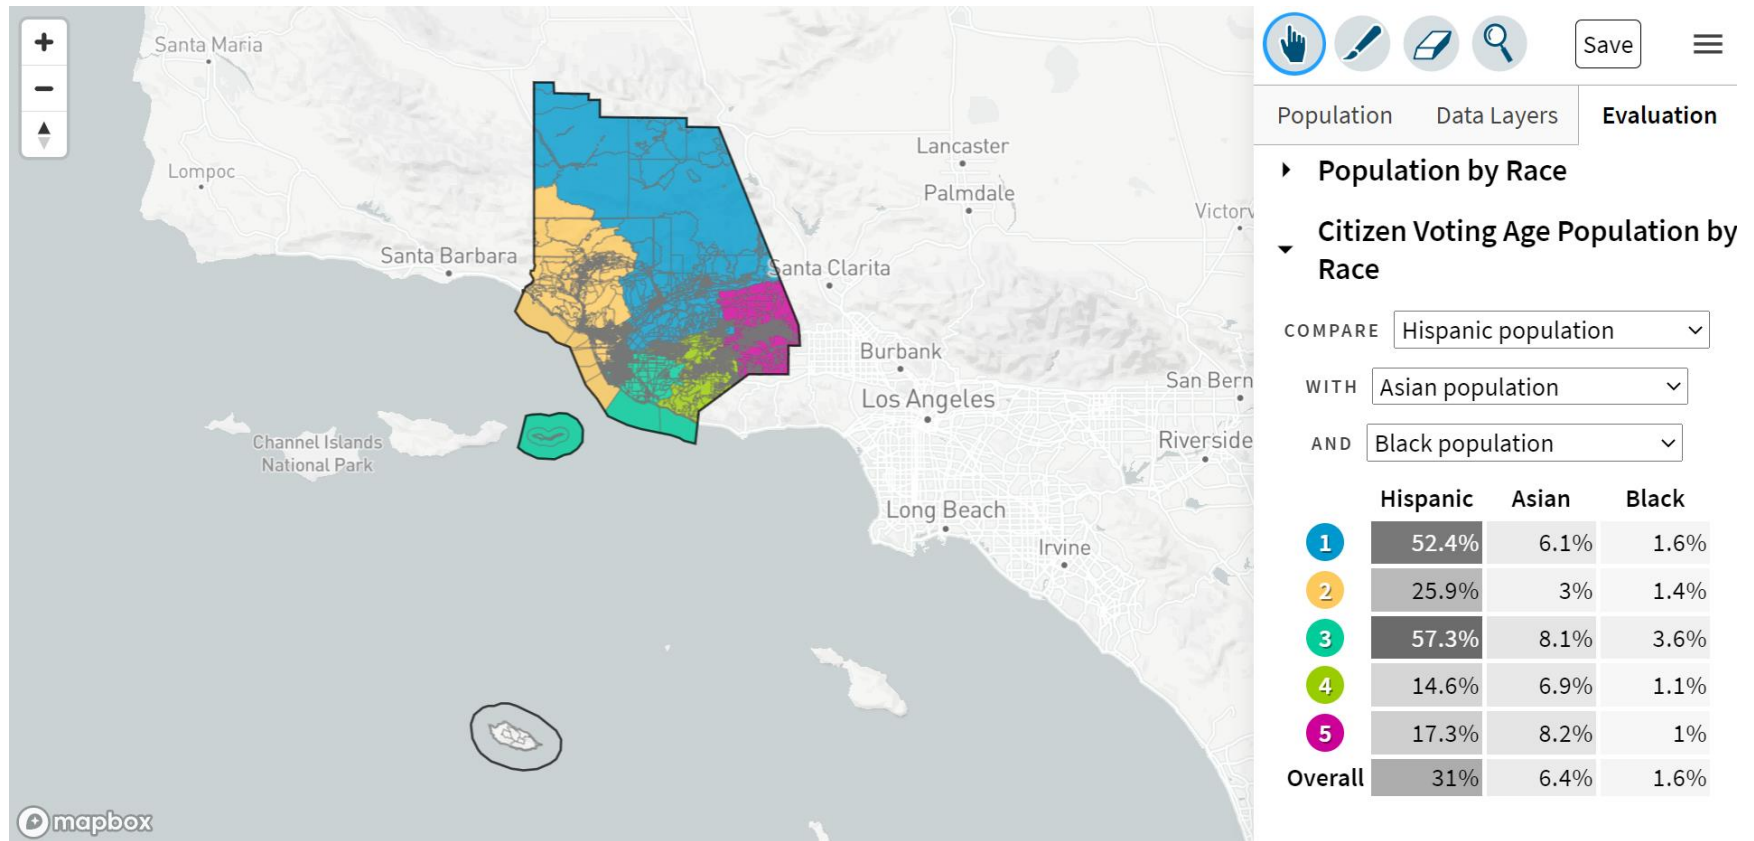 Santa Maria
Lompoc
Santa Barbara
Lancaster
Palmdale
Victorv
Santa Clarita
Burbank
Los Angeles
San Bern
Riverside
Channel Islands
National Park
Long Beach
Irvine
mapbox
Save
Population Data Layers Evaluation
Population by Race
Citizen Voting Age Population by
Race
COMPARE Hispanic population
WITH Asian population
AND Black population
Hispanic Asian Black
1 52.4% 6.1% 1.6%
2 25.9% 3% 1.4%
3 57.3% 8.1% 3.6%
4 14.6% 6.9% 1.1%
5 17.3% 8.2% 1%
Overall 31% 6.4% 1.6%